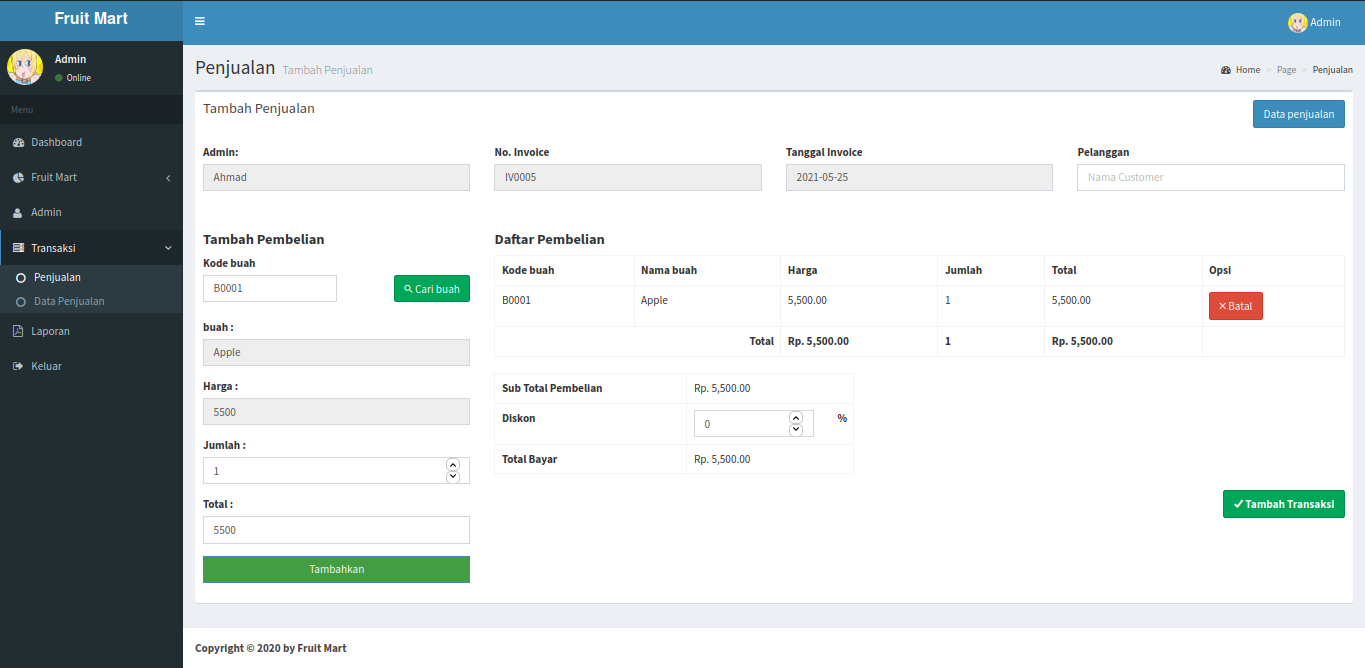 Fruit Mart
Admin
Admin
Online
Menu
Dashboard
Fruit Mart
Admin
Transaksi
Penjualan
Data Penjualan
Laporan
Keluar
Penjualan Tambah Penjualan
Home > Page > Penjualan
Tambah Penjualan
Data penjualan
Admin: No. Invoice Tanggal Invoice Pelanggan
Ahmad IV0005 2021-05-25 Nama Customer
Tambah Pembelian
Kode buah
B0001 Cari buah
buah :
Apple
Harga :
5500
Jumlah :
1
Total :
5500
Tambahkan
Daftar Pembelian
Kode buah Nama buah Harga Jumlah Total Opsi
B0001 Apple 5,500.00 1 5,500.00 × Batal
Total Rp. 5,500.00 1 Rp. 5,500.00
Sub Total Pembelian Rp. 5,500.00
Diskon 0 %
Total Bayar Rp. 5,500.00
Tambah Transaksi
Copyright © 2020 by Fruit Mart